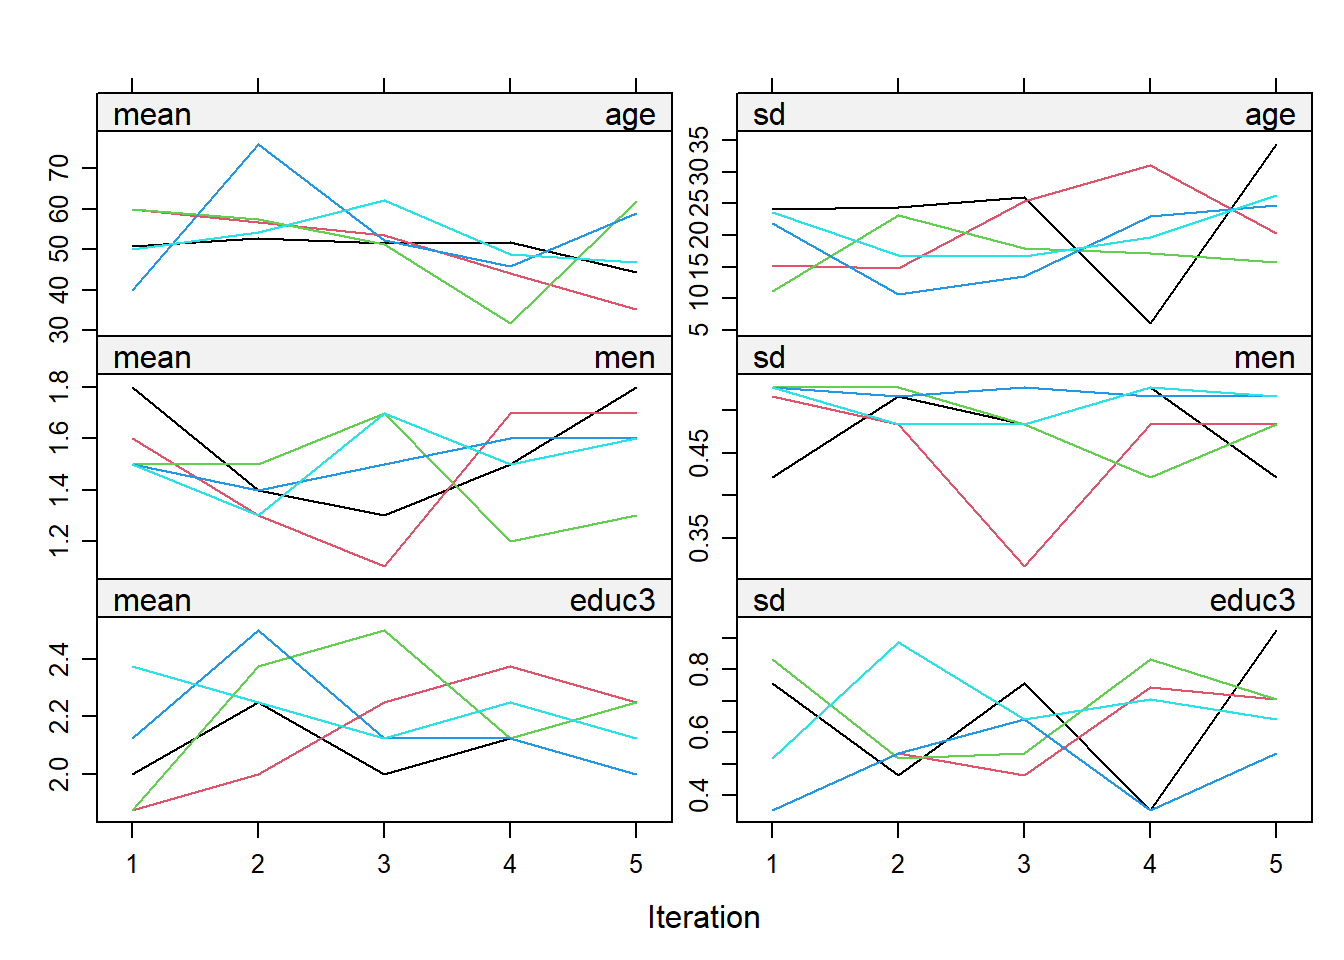 mean age
30 40 50 60 70
sd age
5 10 15 20 25 30 35
mean men
1.2 1.4 1.6 1.8
sd men
0.35 0.45
mean educ3
2.0 2.2 2.4
sd educ3
0.4 0.6 0.8
1 2 3 4 5
1 2 3 4 5
Iteration